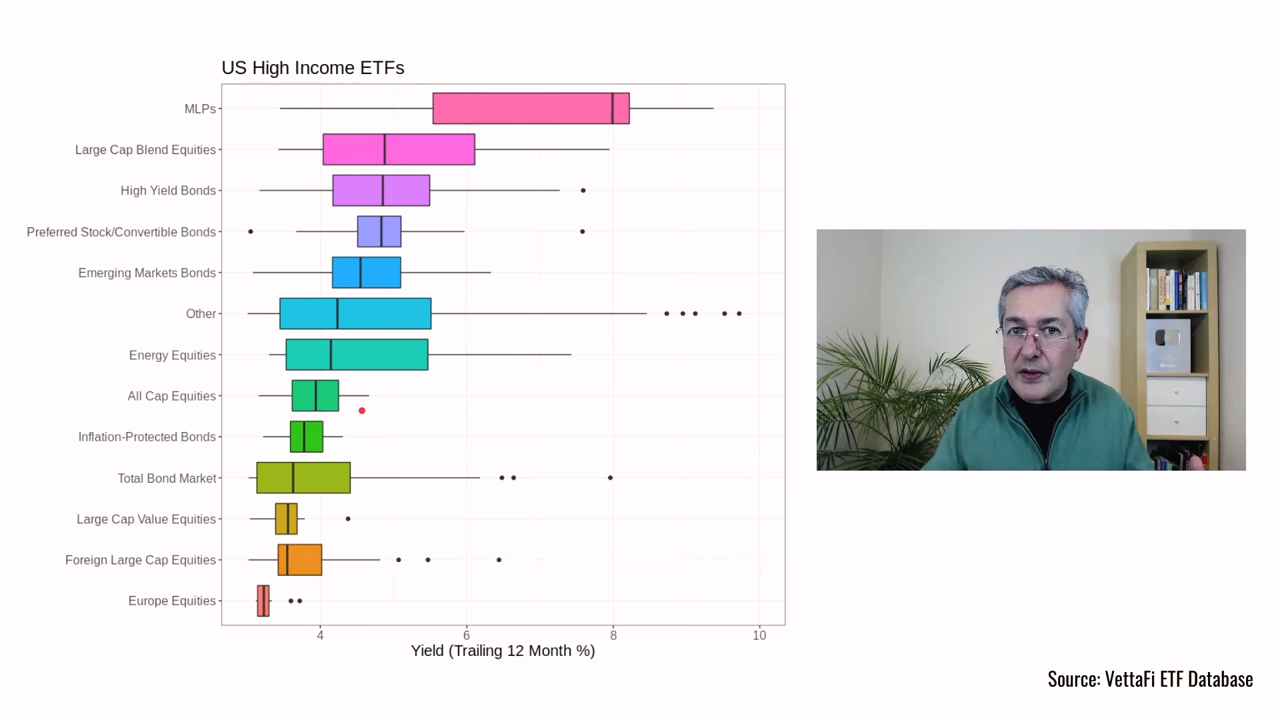 US High Income ETFs
MLPs
Large Cap Blend Equities
High Yield Bonds
Preferred Stock/Convertible Bonds
Emerging Markets Bonds
Other
Energy Equities
All Cap Equities
Inflation-Protected Bonds
Total Bond Market
Large Cap Value Equities
Foreign Large Cap Equities
Europe Equities
4 6 8 10
Yield (Trailing 12 Month %)
Source: VettaFi ETF Database